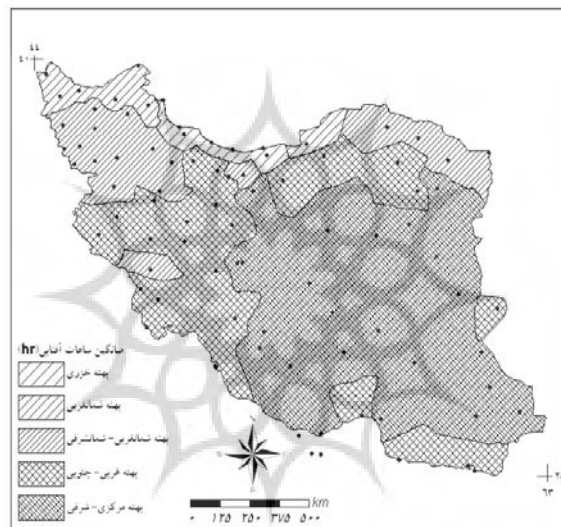 ۴۴
۴۰
میانگین ساعات آفتابی (hr)
پهنه خزری
پهنه شمالغربی
پهنه شمالغربی-شمالشرقی
پهنه غربی-جنوبی
پهنه مرکزی-شرقی
km
۰ ۱۲۵ ۲۵۰ ۳۷۵ ۵۰۰
۶۳